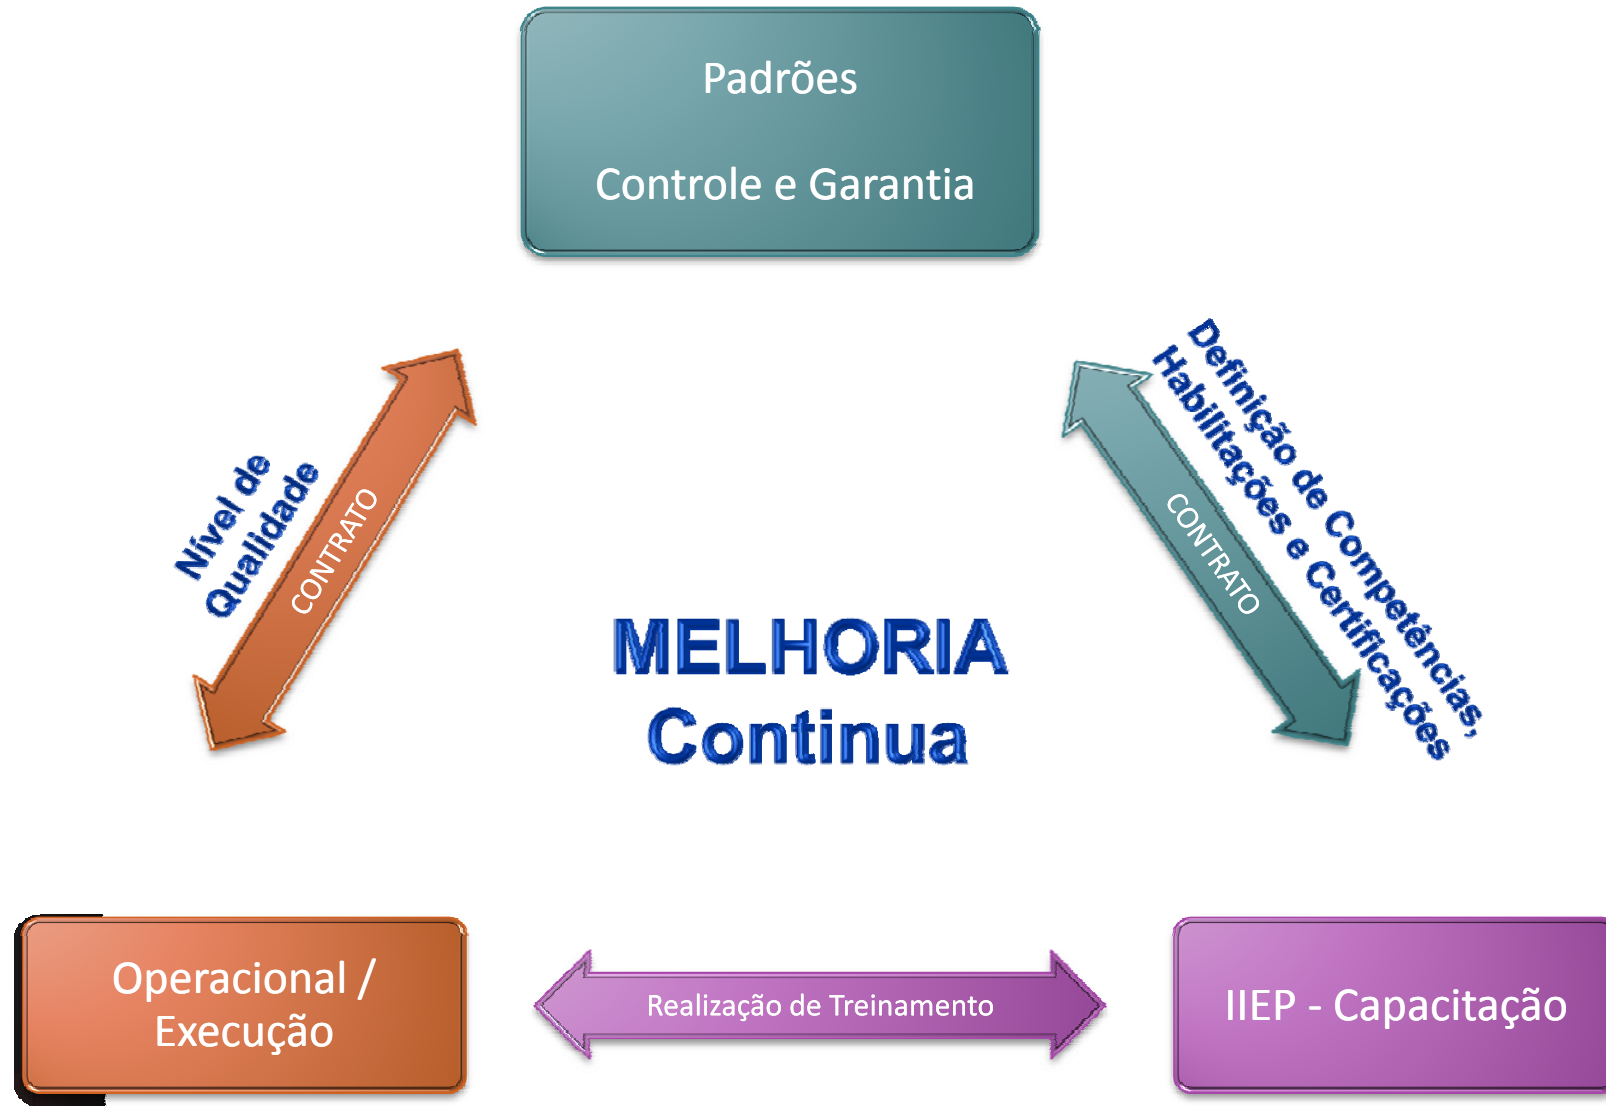 Padrões
Controle e Garantia
Nível de
Qualidade
CONTRATO
CONTRATO
Definição de Competências,
Habilitações e Certificações
MELHORIA
Continua
Operacional /
Execução
Realização de Treinamento
IIEP - Capacitação